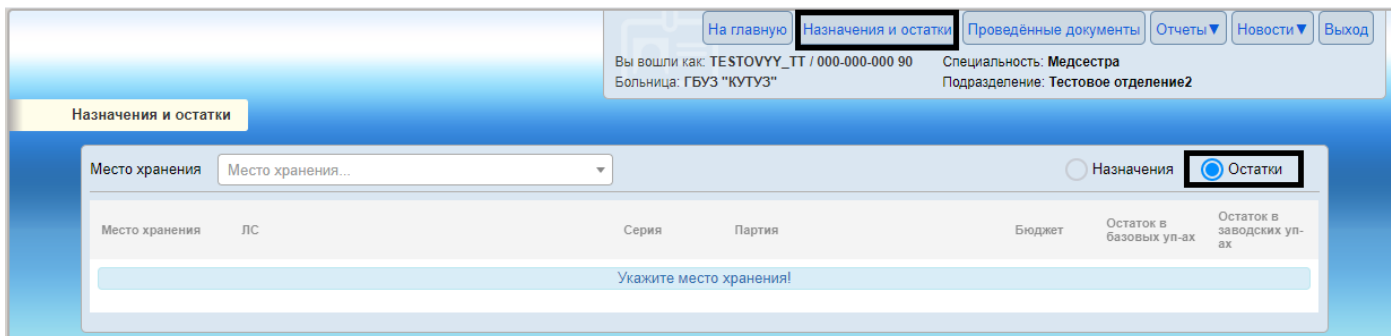 На главную Назначения и остатки Проведённые документы Отчеты▼ Новости▼ Выход
Вы вошли как: TESTOVYY_TT / 000-000-000 90 Специальность: Медсестра
Больница: ГБУЗ "КУТУЗ" Подразделение: Тестовое отделение2
Назначения и остатки
Место хранения Место хранения... Назначения Остатки
Место хранения ЛС Серия Партия Бюджет Остаток в базовых уп-ах Остаток в заводских уп-ах
Укажите место хранения!